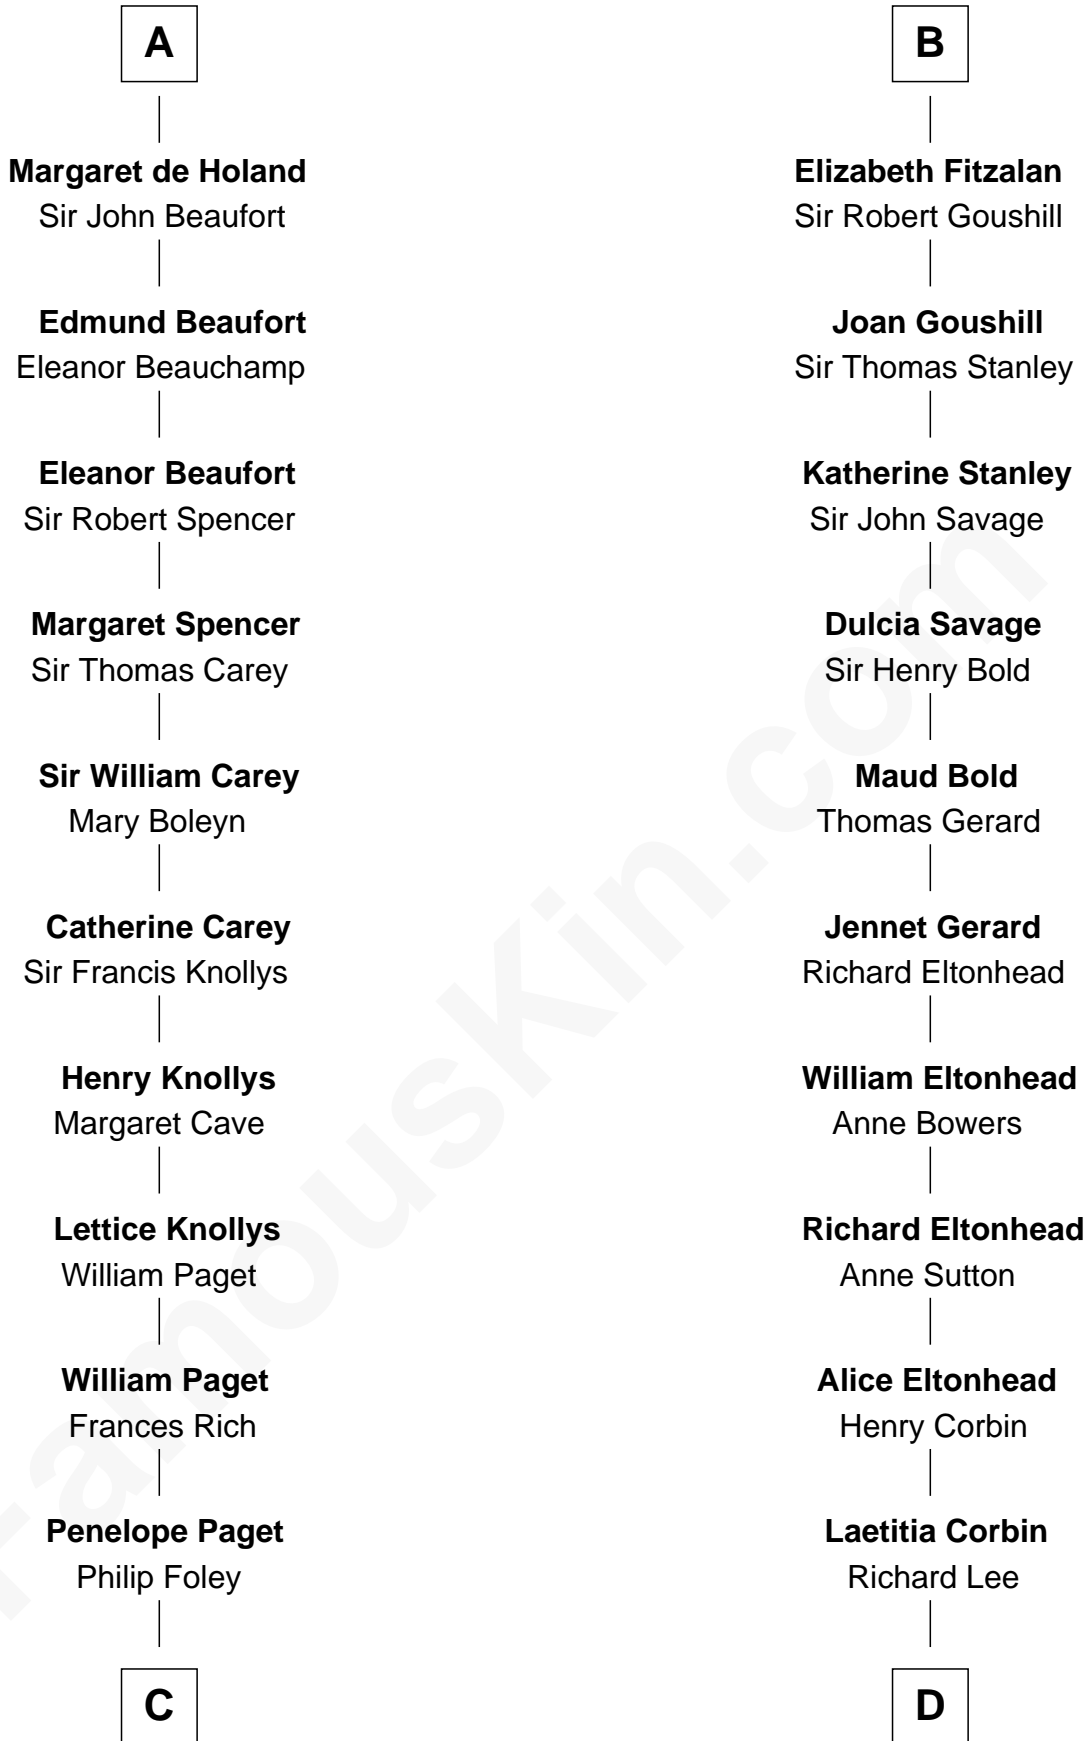 A
Margaret de Holand
Sir John Beaufort
Edmund Beaufort
Eleanor Beauchamp
Eleanor Beaufort
Sir Robert Spencer
Margaret Spencer
Sir Thomas Carey
Sir William Carey
Mary Boleyn
Catherine Carey
Sir Francis Knollys
Henry Knollys
Margaret Cave
Lettice Knollys
William Paget
William Paget
Frances Rich
Penelope Paget
Philip Foley
C
B
Elizabeth Fitzalan
Sir Robert Goushill
Joan Goushill
Sir Thomas Stanley
Katherine Stanley
Sir John Savage
Dulcia Savage
Sir Henry Bold
Maud Bold
Thomas Gerard
Jennet Gerard
Richard Eltonhead
William Eltonhead
Anne Bowers
Richard Eltonhead
Anne Sutton
Alice Eltonhead
Henry Corbin
Laetitia Corbin
Richard Lee
D
FamousKin.com